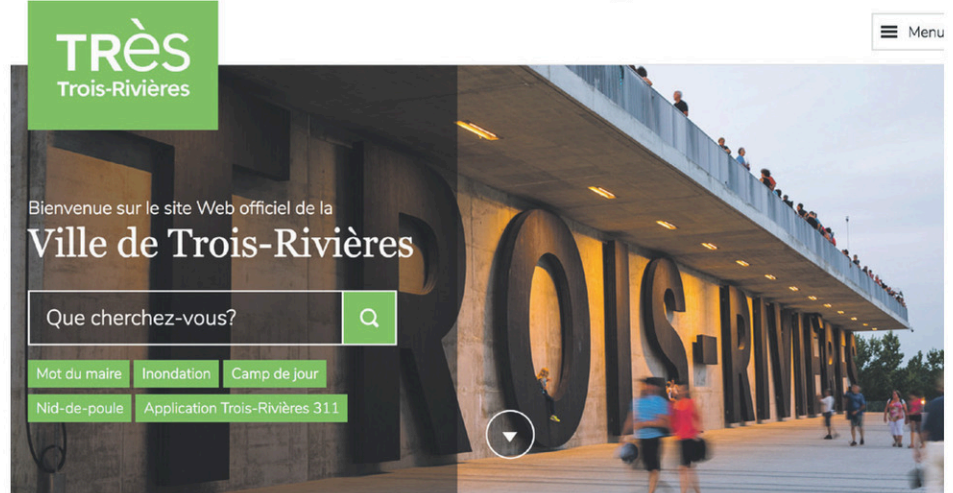 TRÈS
Trois-Rivières
Menu
Bienvenue sur le site Web officiel de la
Ville de Trois-Rivières
Que cherchez-vous?
Mot du maire
Inondation
Camp de jour
Nid-de-poule
Application Trois-Rivières 311
TROIS-RIVIÈRES